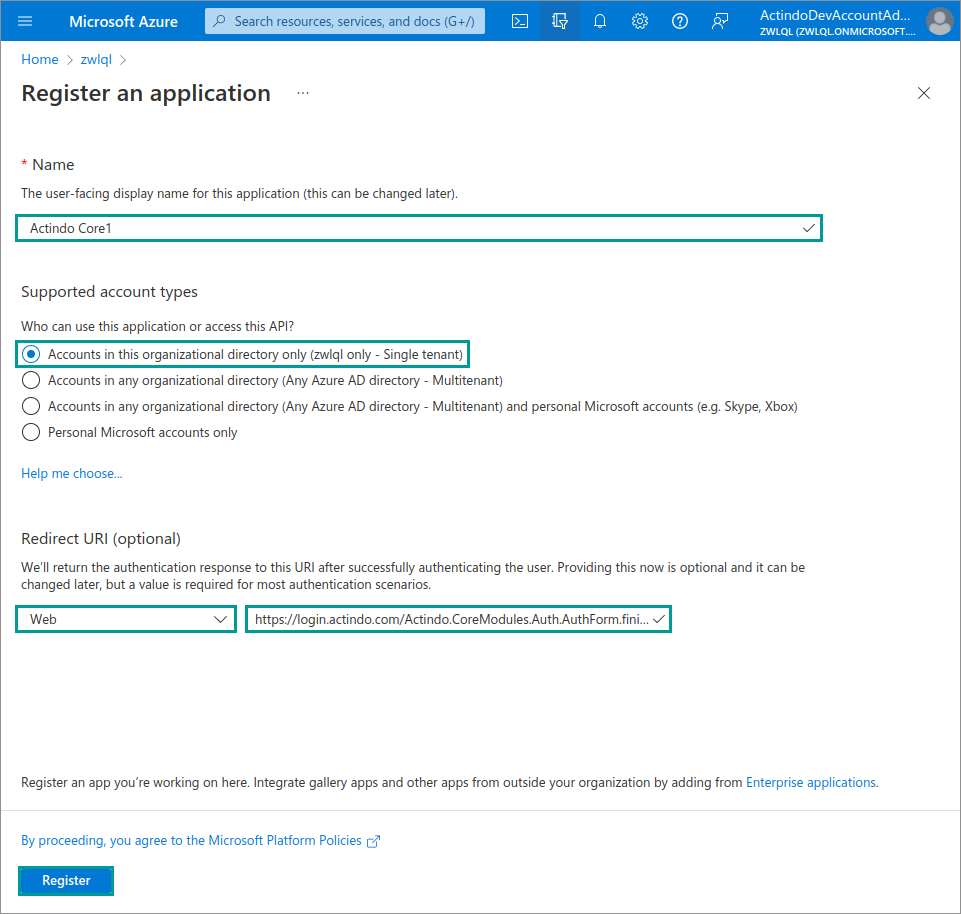 Microsoft Azure
Search resources, services, and docs (G+/)
ActindoDevAccountAd...
ZWLQL (ZWLQL.ONMICROSOFT....
Home > zwlql >
Register an application ...
* Name
The user-facing display name for this application (this can be changed later).
Actindo Core1
Supported account types
Who can use this application or access this API?
Accounts in this organizational directory only (zwlql only - Single tenant)
Accounts in any organizational directory (Any Azure AD directory - Multitenant)
Accounts in any organizational directory (Any Azure AD directory - Multitenant) and personal Microsoft accounts (e.g. Skype, Xbox)
Personal Microsoft accounts only
Help me choose...
Redirect URI (optional)
We'll return the authentication response to this URI after successfully authenticating the user. Providing this now is optional and it can be
changed later, but a value is required for most authentication scenarios.
Web
https://login.actindo.com/Actindo.CoreModules.Auth.AuthForm.fini...
Register an app you're working on here. Integrate gallery apps and other apps from outside your organization by adding from Enterprise applications.
By proceeding, you agree to the Microsoft Platform Policies
Register